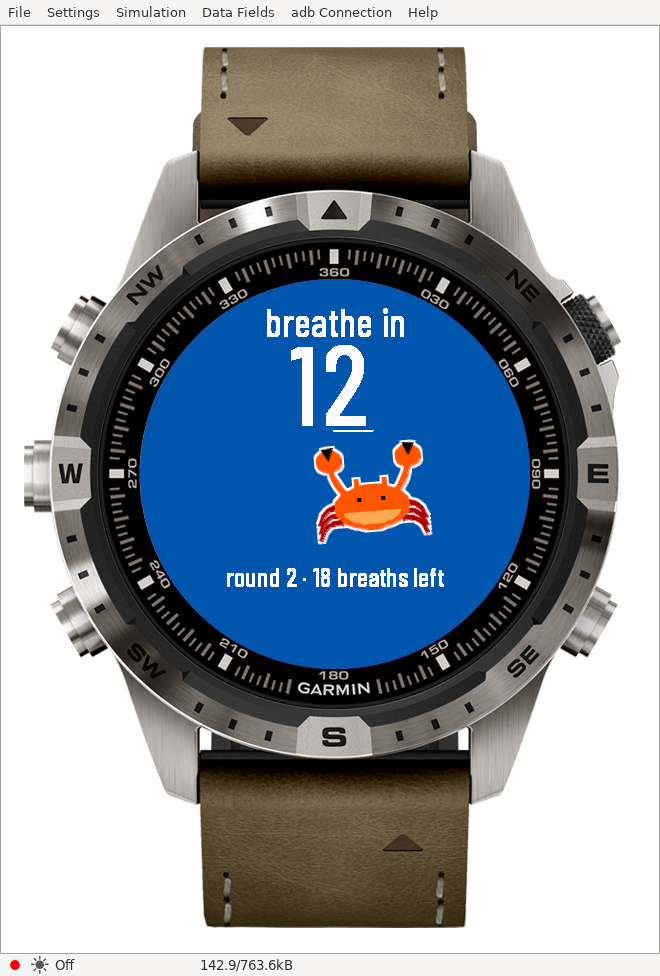 File Settings Simulation Data Fields adb Connection Help
360
330 030
NW NE
300 060
breathe in
12
W 270 090 E
round 2 · 18 breaths left
240 120
SW SE
210 150
180
GARMIN
S
Off 142.9/763.6kB